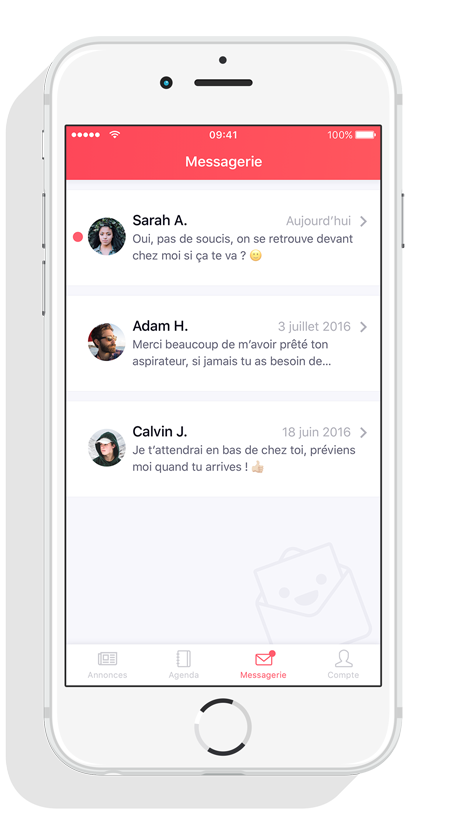 09:41
100%
Messagerie
Sarah A.
Aujourd’hui
Oui, pas de soucis, on se retrouve devant
chez moi si ça te va ? 🙂
Adam H.
3 juillet 2016
Merci beaucoup de m’avoir prêté ton
aspirateur, si jamais tu as besoin de...
Calvin J.
18 juin 2016
Je t’attendrai en bas de chez toi, préviens
moi quand tu arrives ! 👍🏻
Annonces
Agenda
Messagerie
Compte